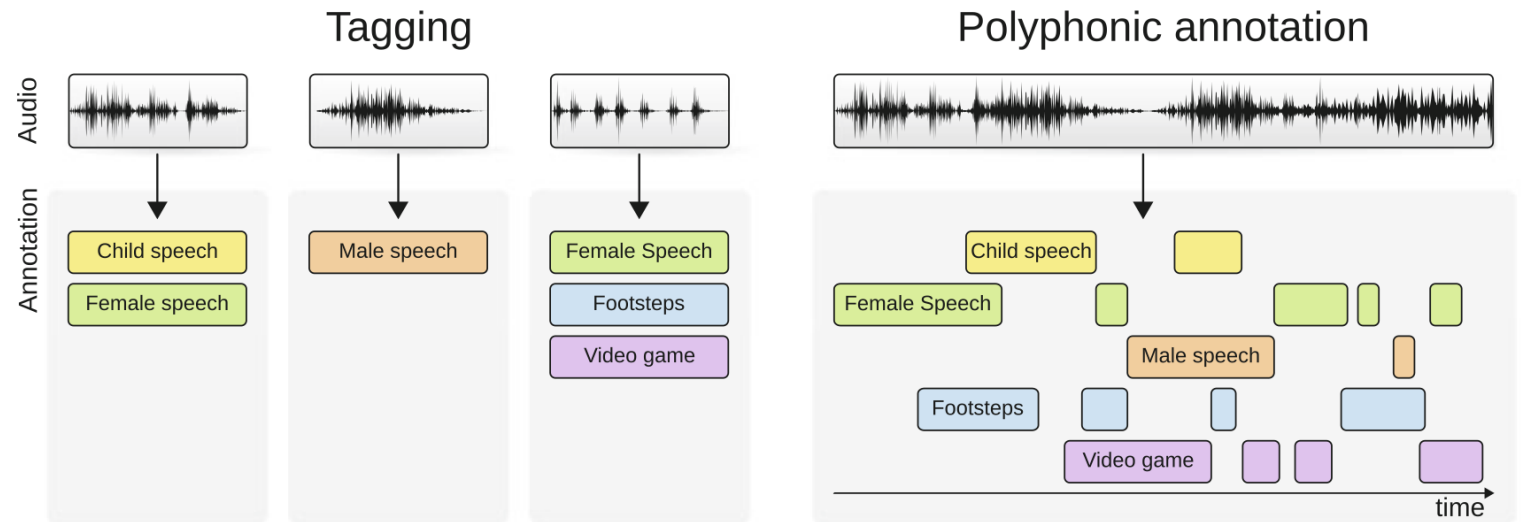 Tagging
Polyphonic annotation
Audio
Annotation
Child speech
Female speech
Male speech
Female Speech
Footsteps
Video game
Child speech
Female Speech
Male speech
Footsteps
Video game
time